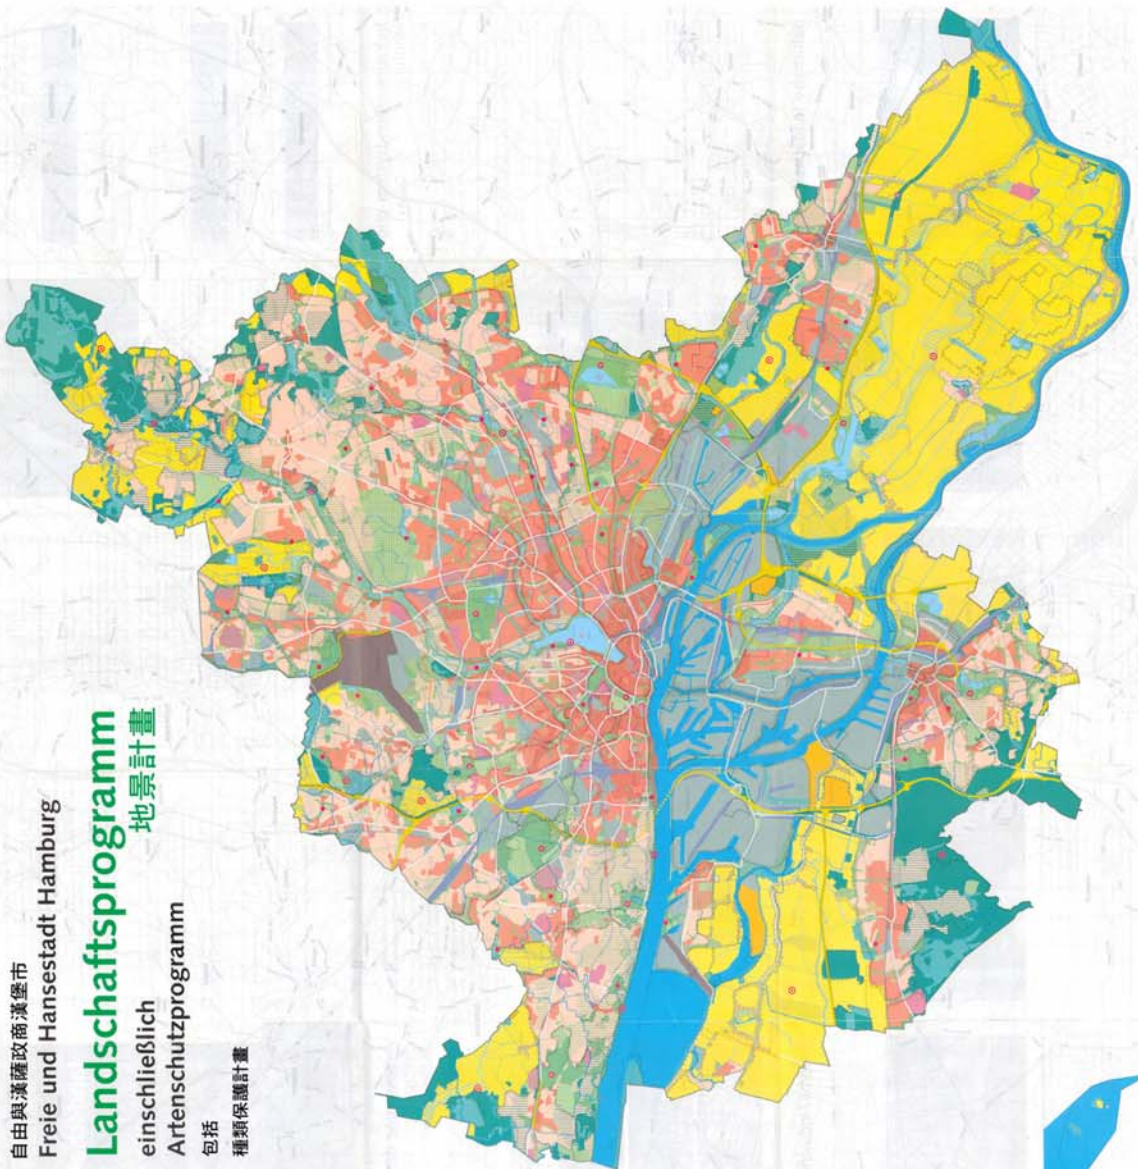 自由與漢薩政商漢堡市
Freie und Hansestadt Hamburg
Landschaftsprogramm
地景計畫
einschließlich
Artenschutzprogramm
包括
種類保護計畫